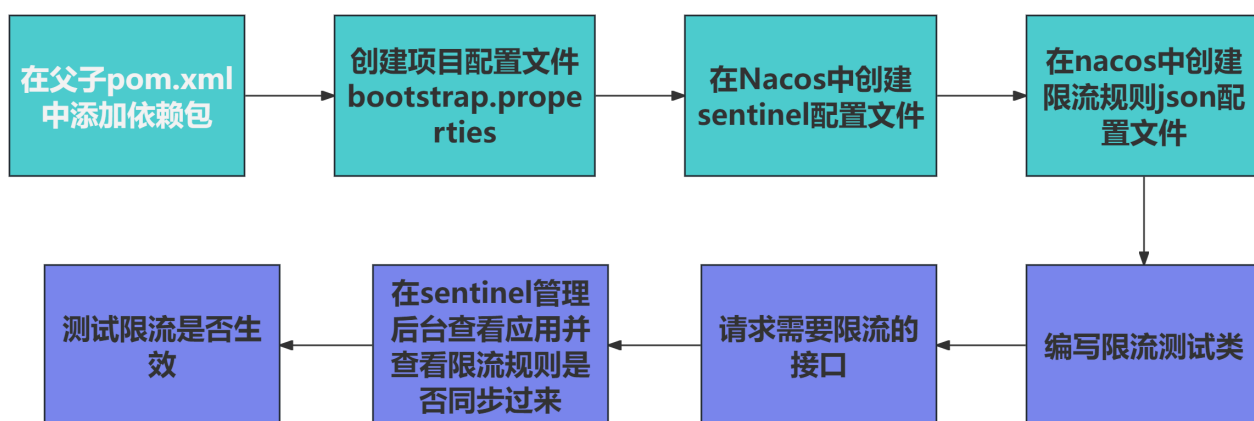 在父子pom.xml
中添加依赖包
创建项目配置文件
bootstrap.prope
rties
在Nacos中创建
sentinel配置文件
在nacos中创建
限流规则json配
置文件
编写限流测试类
请求需要限流的
接口
在sentinel管理
后台查看应用并
查看限流规则是
否同步过来
测试限流是否生
效